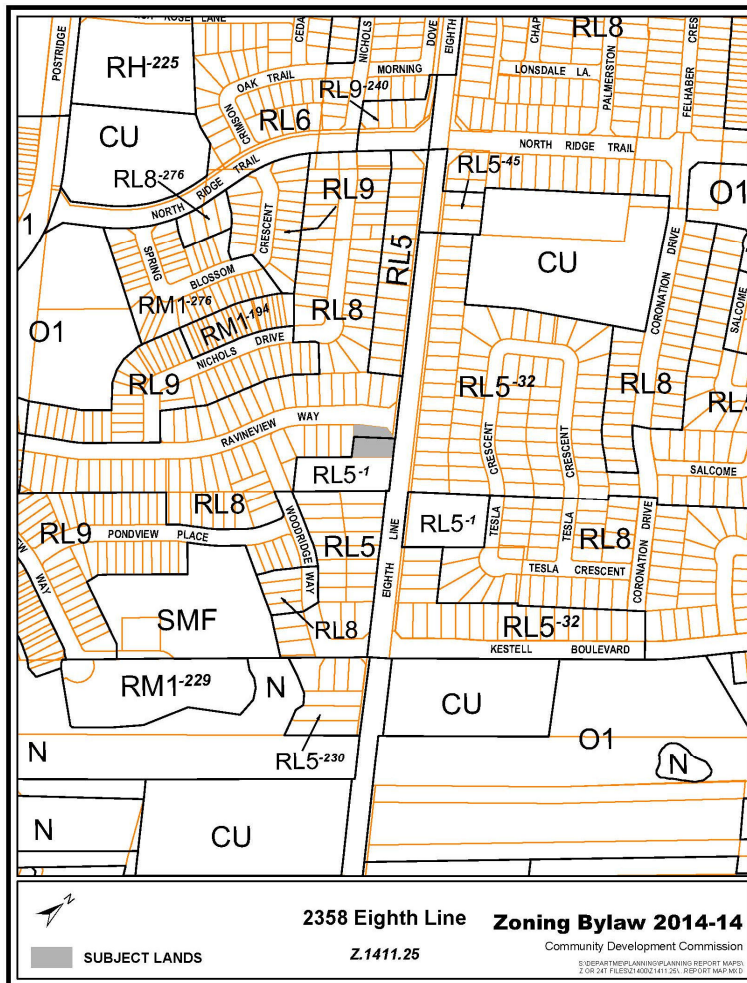 ROSE LANE
POSTRIDGE
RH-225
CEDA
NICHOLS
DOVE
EIGHTH
CHAP
RL8
CRES
OAK TRAIL
MORNING
LONSDALE LA.
PALMERSTON
FELHABER
RL9-240
CRIMSON
RL6
CU
NORTH RIDGE TRAIL
RL8-276
RL5-45
NORTH RIDGE TRAIL
RL9
O1
1
CRESCENT
SPRING
BLOSSOM
RL5
CU
CORONATION DRIVE
SALCOME
RM1-276
RM1-194
RL8
O1
NICHOLS DRIVE
RL9
RL5-32
RL8
RL
RAVINEVIEW WAY
CRESCENT
CRESCENT
SALCOME
RL5-1
RL8
RL5-1
RL9
PONDVIEW PLACE
WOODRIDGE WAY
RL5
EIGHTH LINE
TESLA
TESLA
RL8
CORONATION DRIVE
EW WAY
TESLA CRESCENT
SMF
RL8
RL5-32
KESTELL BOULEVARD
RM1-229
N
CU
O1
N
RL5-230
N
N
CU
N
2358 Eighth Line
Zoning Bylaw 2014-14
Community Development Commission
SUBJECT LANDS
Z.1411.25